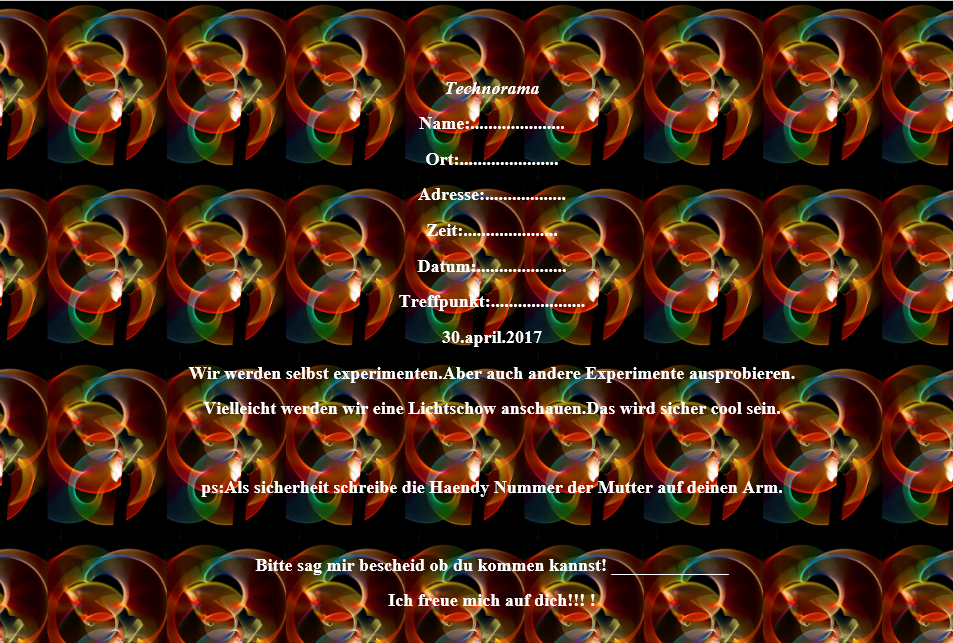 Technorama
Name:.....................
Ort:......................
Adresse:..................
Zeit:.....................
Datum:....................
Treffpunkt:.....................
30.april.2017
Wir werden selbst experimenten.Aber auch andere Experimente ausprobieren.
Vielleicht werden wir eine Lichtschow anschauen.Das wird sicher cool sein.
ps:Als sicherheit schreibe die Haendy Nummer der Mutter auf deinen Arm.
Bitte sag mir bescheid ob du kommen kannst! _____________
Ich freue mich auf dich!!! !